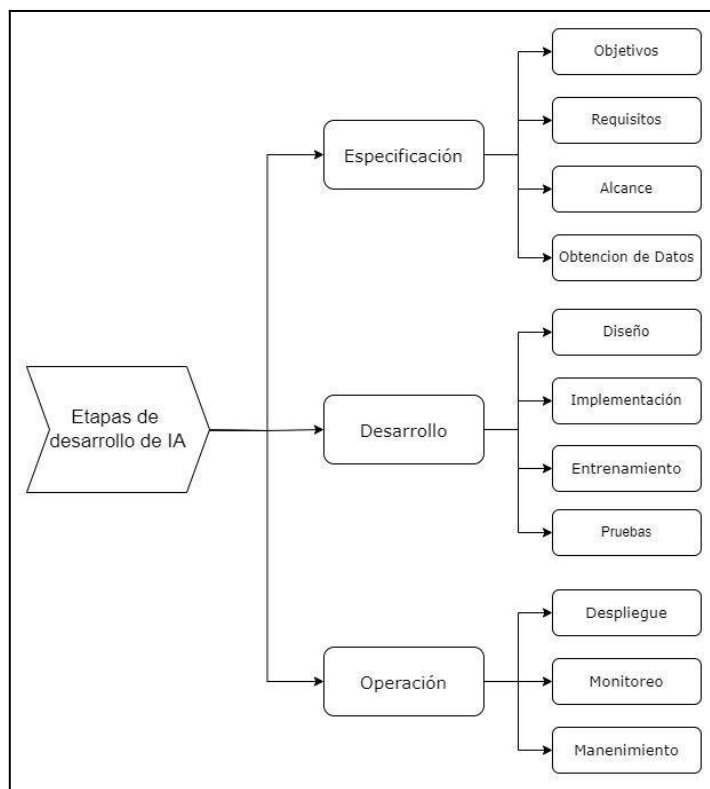 Etapas de
desarrollo de IA
Especificación
Objetivos
Requisitos
Alcance
Obtencion de Datos
Desarrollo
Diseño
Implementación
Entrenamiento
Pruebas
Operación
Despliegue
Monitoreo
Manenimiento